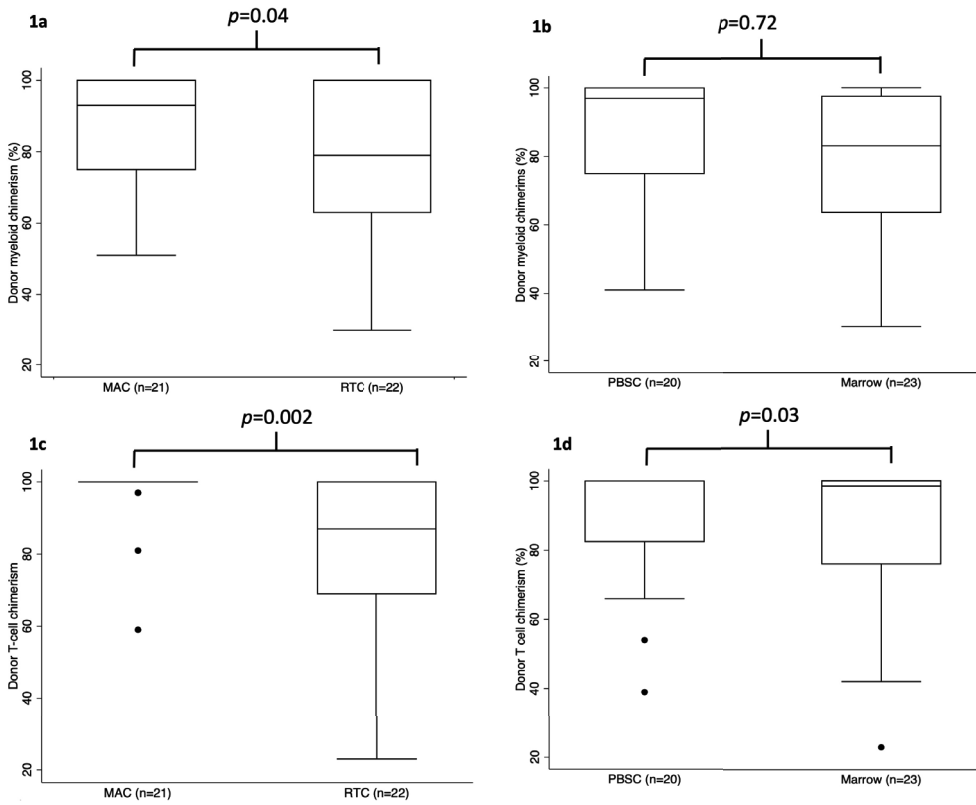 1a
p=0.04
Donor myeloid chimerism (%)
100
80
60
40
20
MAC (n=21)
RTC (n=22)
1b
p=0.72
Donor myeloid chimerims (%)
100
80
60
40
20
PBSC (n=20)
Marrow (n=23)
1c
p=0.002
Donor T-cell chimerism
100
80
60
40
20
MAC (n=21)
RTC (n=22)
1d
p=0.03
Donor T cell chimerism (%)
100
80
60
40
20
PBSC (n=20)
Marrow (n=23)